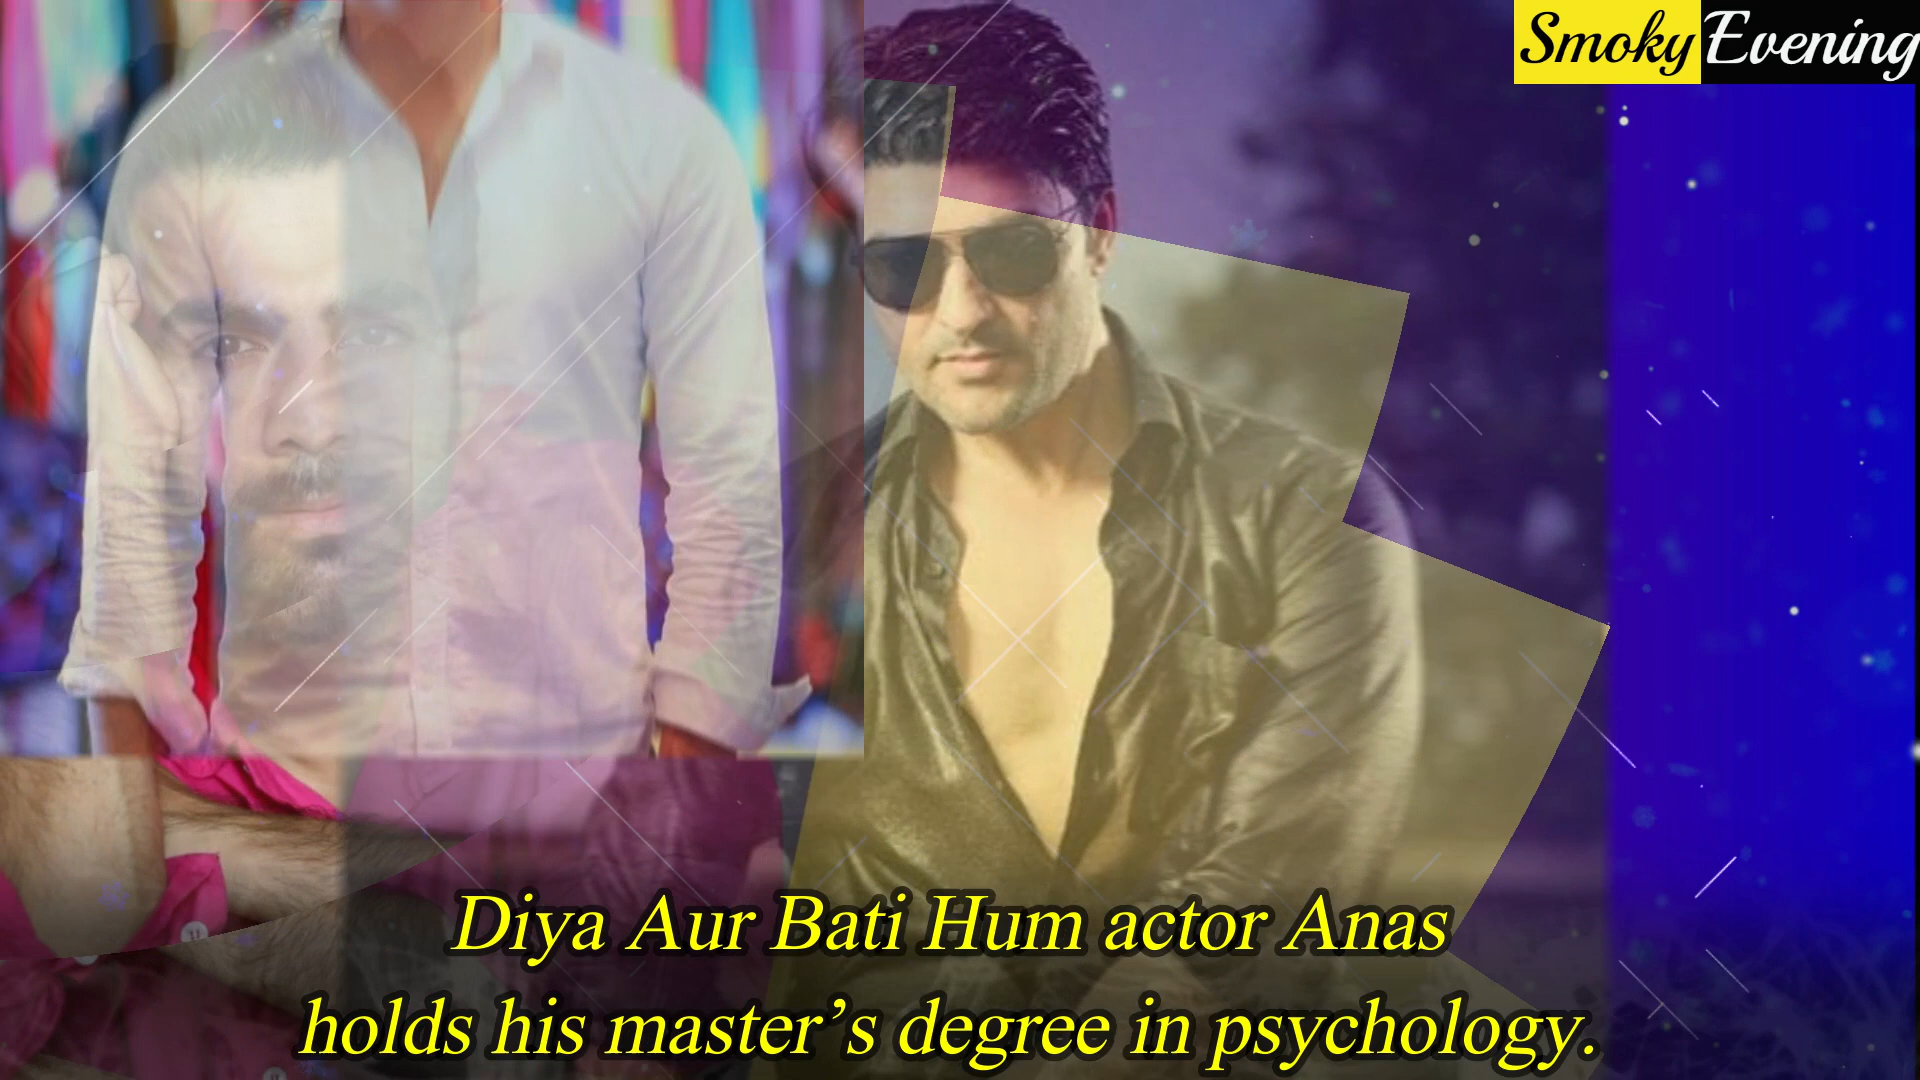 Smoky Evening
Diya Aur Bati Hum actor Anas
holds his master’s degree in psychology.